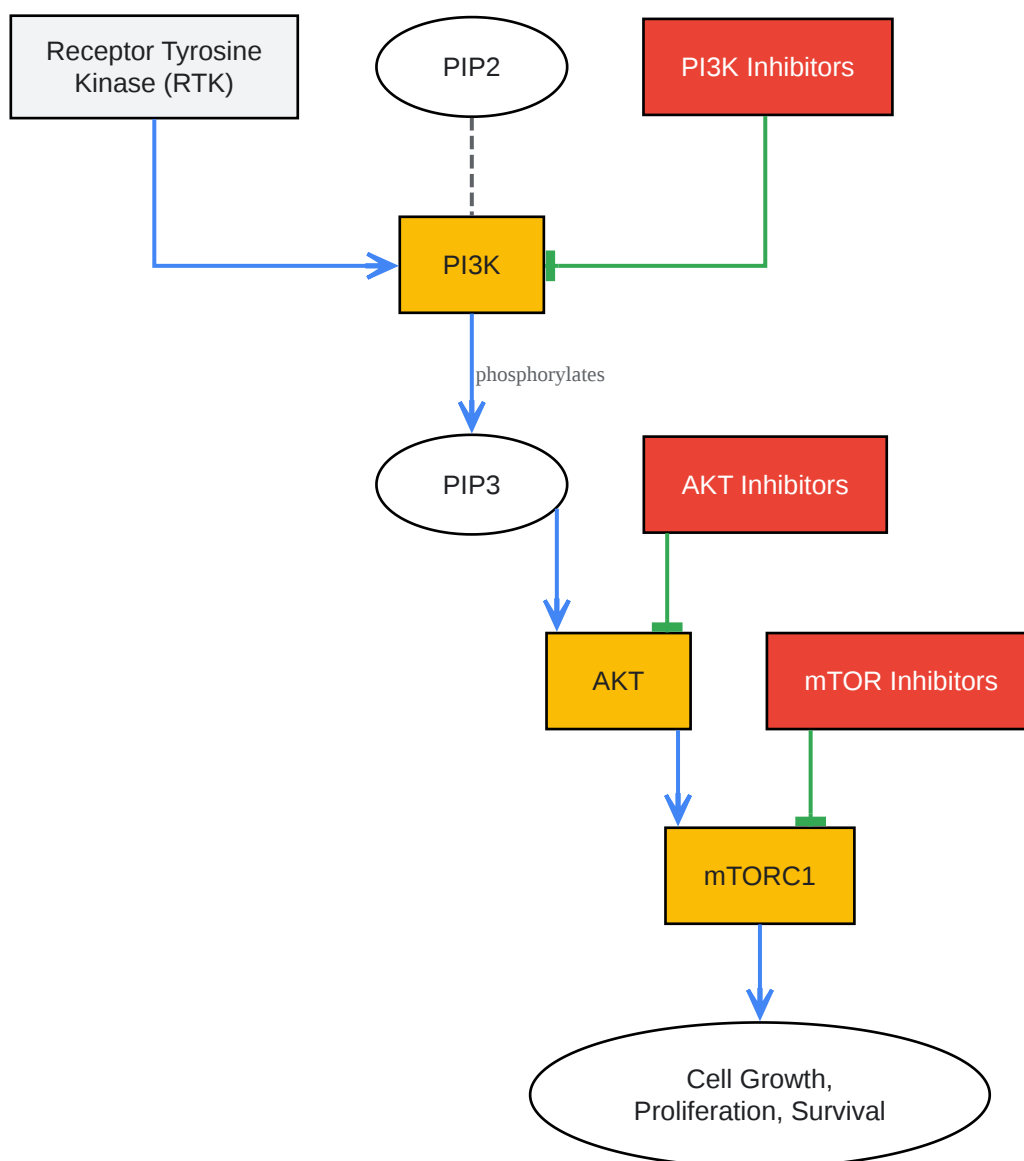 Receptor Tyrosine
Kinase (RTK)
PIP2
PI3K Inhibitors
PI3K
phosphorylates
PIP3
AKT Inhibitors
AKT
mTOR Inhibitors
mTORC1
Cell Growth,
Proliferation, Survival